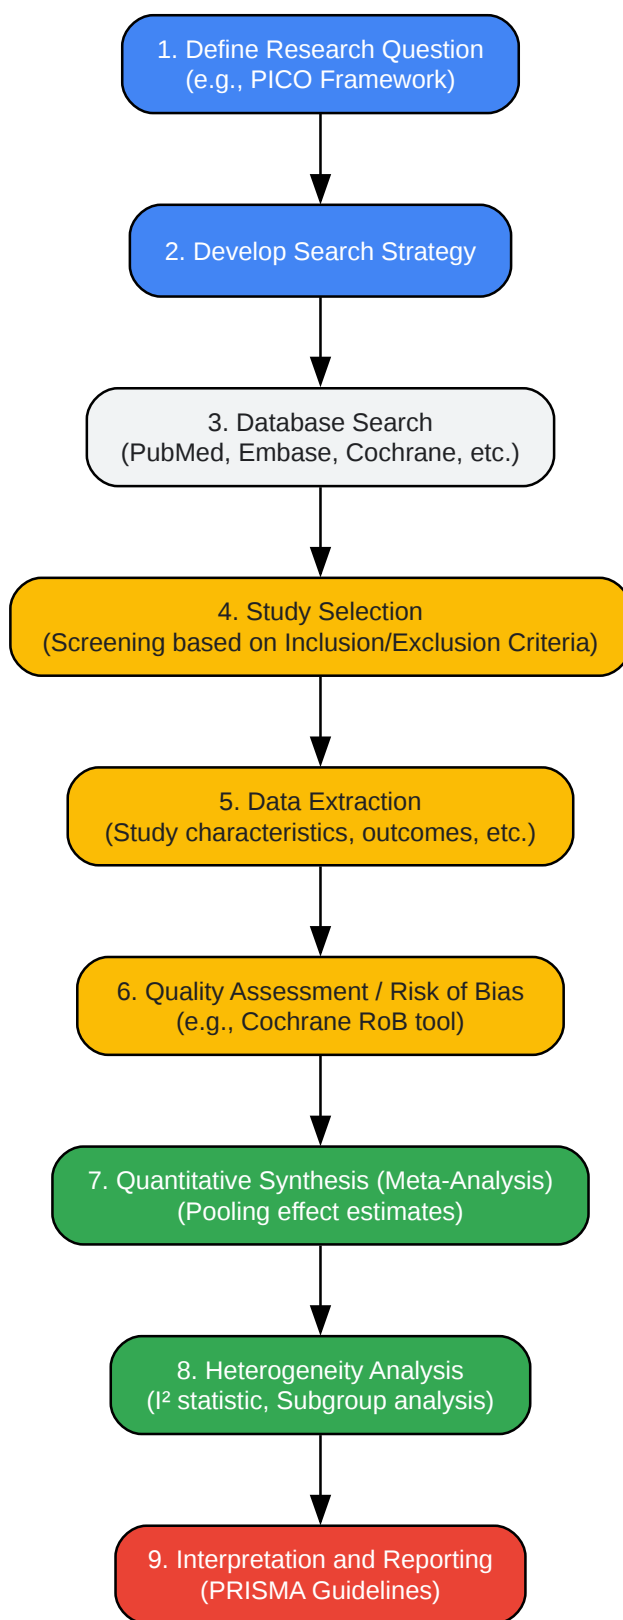 1. Define Research Question
(e.g., PICO Framework)
2. Develop Search Strategy
3. Database Search
(PubMed, Embase, Cochrane, etc.)
4. Study Selection
(Screening based on Inclusion/Exclusion Criteria)
5. Data Extraction
(Study characteristics, outcomes, etc.)
6. Quality Assessment / Risk of Bias
(e.g., Cochrane RoB tool)
7. Quantitative Synthesis (Meta-Analysis)
(Pooling effect estimates)
8. Heterogeneity Analysis
(I² statistic, Subgroup analysis)
9. Interpretation and Reporting
(PRISMA Guidelines)